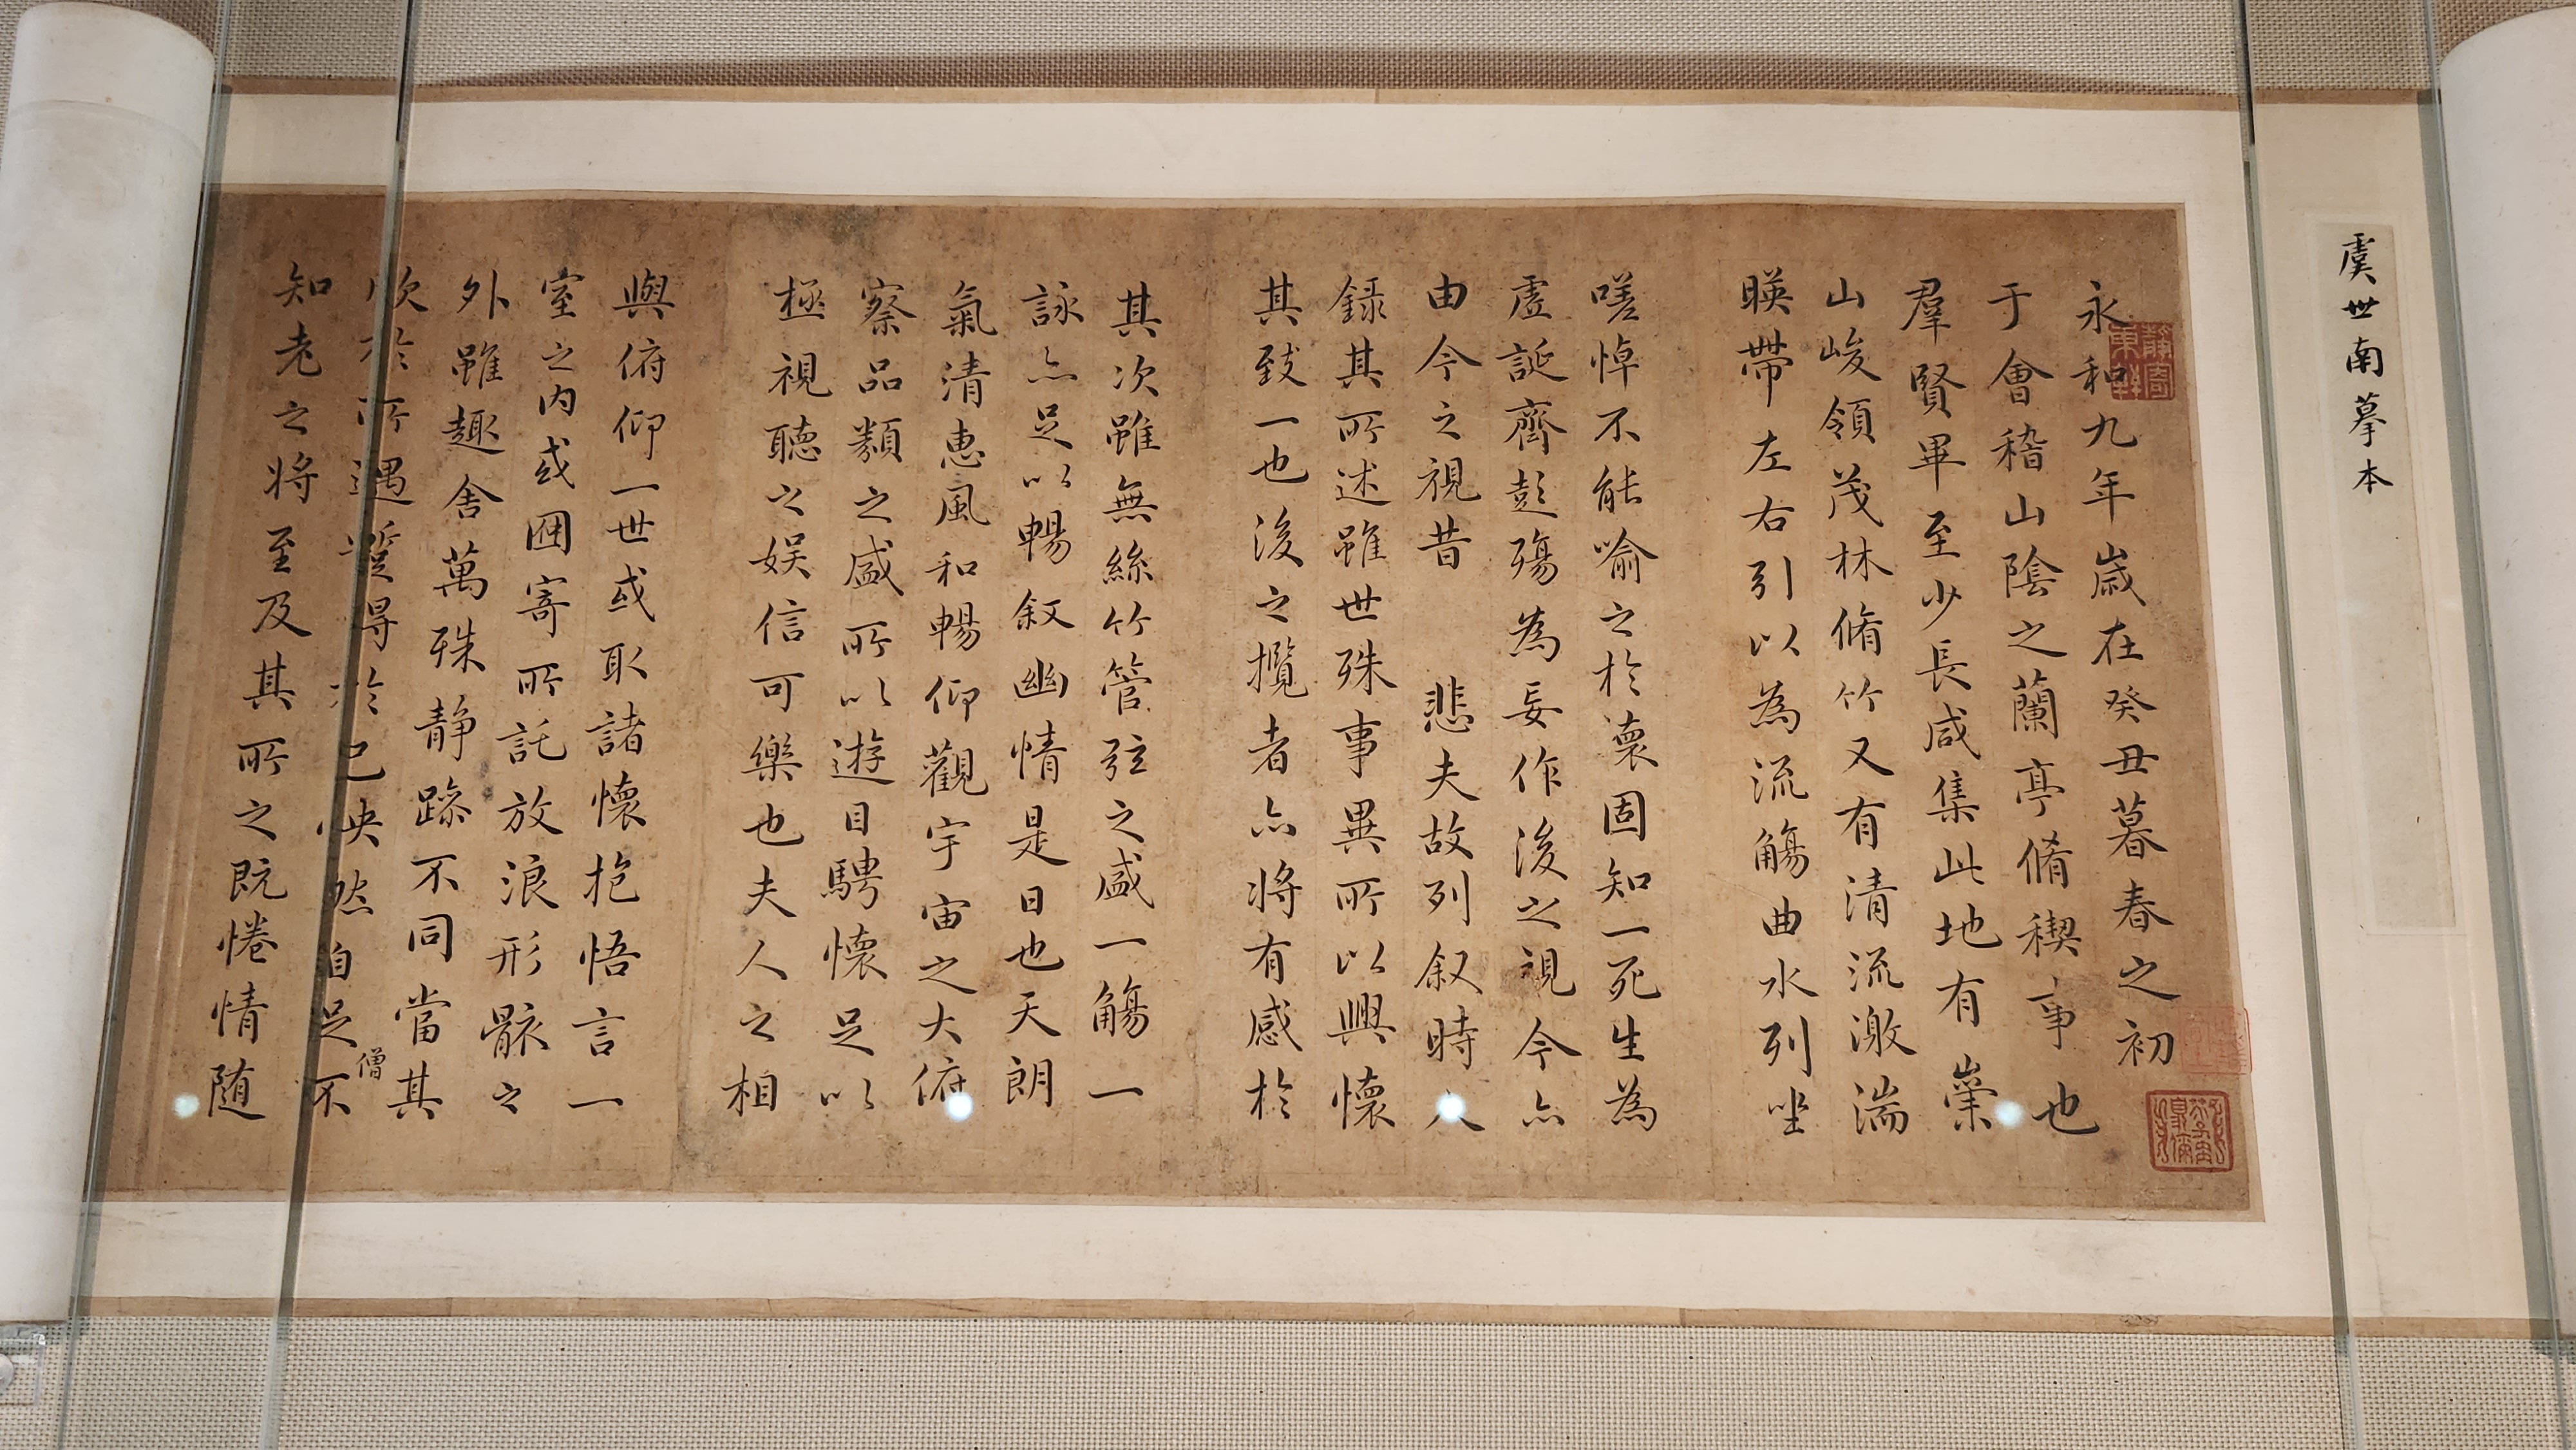 虞世南摹本
永和九年歲在癸丑暮春之初
于會稽山陰之蘭亭脩稧事也
羣賢畢至少長咸集此地有崇
山峻領茂林脩竹又有清流激湍
暎帶左右引以為流觴曲水列坐
嗟悼不能喻之於懷固知一死生為
虛誕齊彭殤為妄作後之視今亦
由今之視昔 悲夫故列叙時人
錄其所述雖世殊事異所以興懷
其致一也後之攬者亦將有感於
其次雖無絲竹管弦之盛一觴一
詠亦足以暢叙幽情是日也天朗
氣清惠風和暢仰觀宇宙之大俯
察品類之盛所以遊目騁懷足以
極視聽之娛信可樂也夫人之相
與俯仰一世或取諸懷抱悟言一
室之內或因寄所託放浪形骸之
外雖趣舍萬殊靜躁不同當其
欣於所遇蹔得於己怏然自足不
僧
知老之將至及其所之既惓情隨